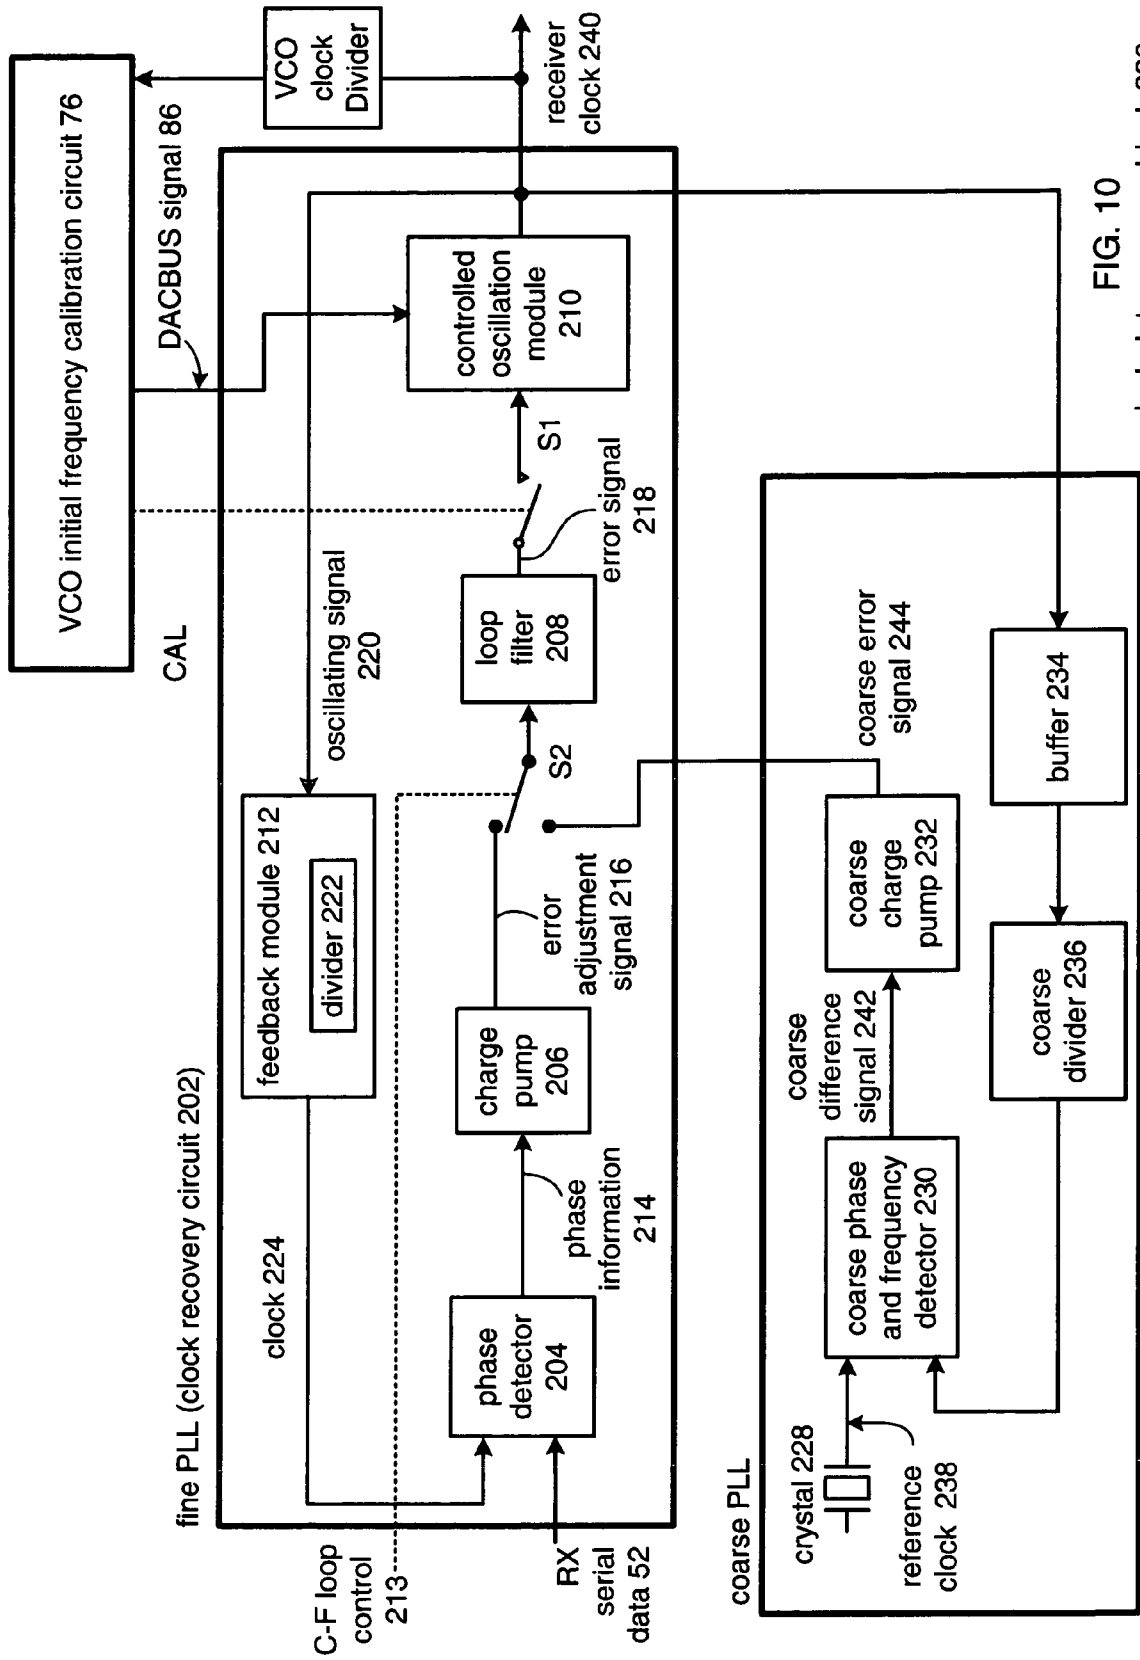 VCO initial frequency calibration circuit 76
DACBUS signal 86
VCO
clock
Divider
CAL
fine PLL (clock recovery circuit 202)
feedback module 212
divider 222
oscillating signal
220
clock 224
C-F loop
control
213
RX
serial
data 52
phase
detector
204
phase
information
214
charge
pump
206
error
adjustment
signal 216
S2
loop
filter
208
error signal
218
S1
controlled
oscillation
module
210
receiver
clock 240
coarse PLL
crystal 228
reference
clock 238
coarse phase
and frequency
detector 230
coarse
difference
signal 242
coarse
charge
pump 232
coarse error
signal 244
coarse
divider 236
buffer 234
FIG. 10